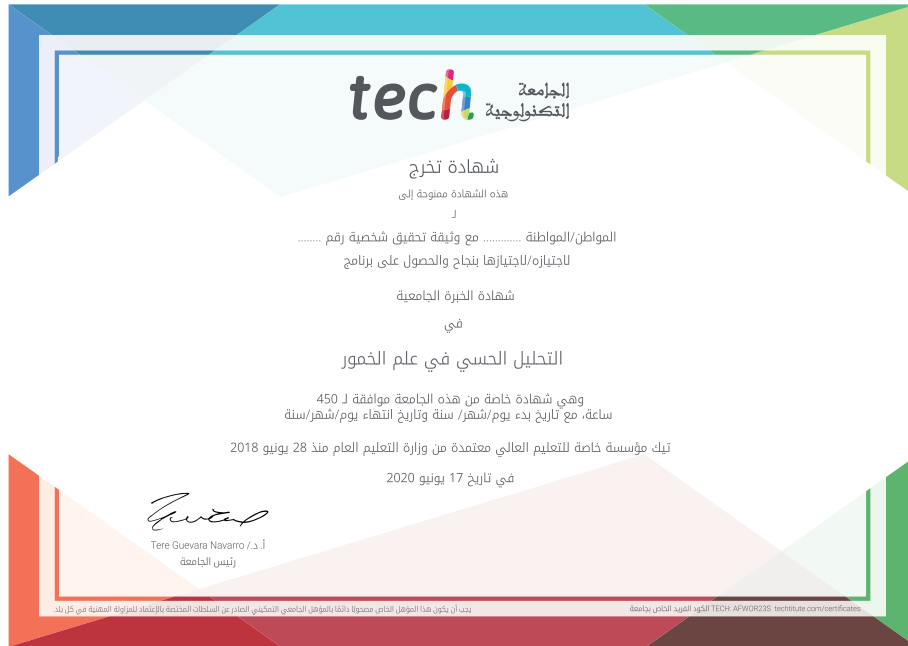 tech الجامعة
التكنولوجية
شهادة تخرج
هذه الشهادة ممنوحة إلى
لـ
المواطن/المواطنة ............. مع وثيقة تحقيق شخصية رقم ........
لاجتيازه/لاجتيازها بنجاح والحصول على برنامج
شهادة الخبرة الجامعية
في
التحليل الحسي في علم الخمور
وهي شهادة خاصة من هذه الجامعة موافقة لـ 450
ساعة، مع تاريخ بدء يوم/شهر/ سنة وتاريخ انتهاء يوم/شهر/سنة
تيك مؤسسة خاصة للتعليم العالي معتمدة من وزارة التعليم العام منذ 28 يونيو 2018
في تاريخ 17 يونيو 2020
أ. د./ Tere Guevara Navarro
رئيس الجامعة
يجب أن يكون هذا المؤهل الخاص مصحوبًا دائمًا بالمؤهل الجامعي التمكيني الصادر عن السلطات المختصة بالإعتماد للمزاولة المهنية في كل بلد.
الكود الفريد الخاص بجامعة TECH: AFWOR23S techtitute.com/certificates